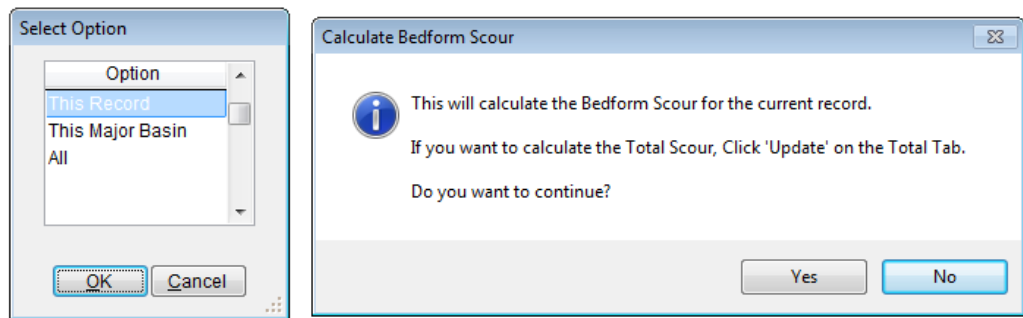 Select Option
Option
This Record
This Major Basin
All
OK
Cancel
Calculate Bedform Scour
This will calculate the Bedform Scour for the current record.
If you want to calculate the Total Scour, Click 'Update' on the Total Tab.
Do you want to continue?
Yes
No